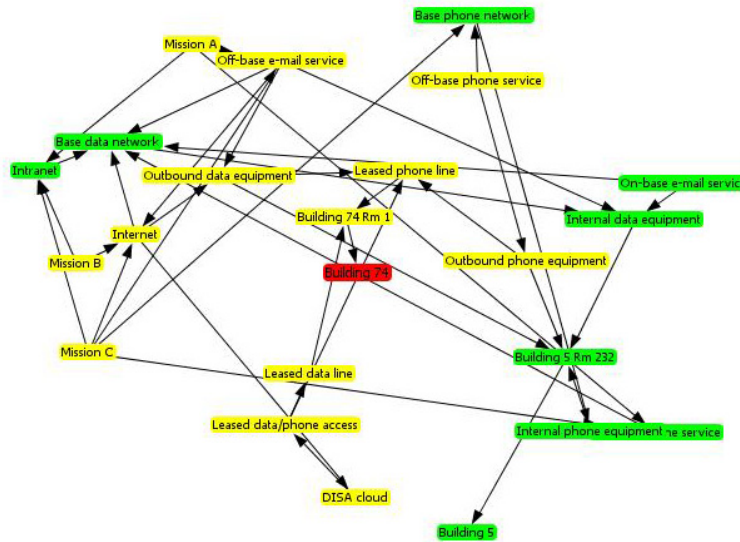 Base phone network
Mission A
Off-base e-mail service
Off-base phone service
Base data network
Intranet
Outbound data equipment
Leased phone line
On-base e-mail service
Building 74 Rm 1
Internal data equipment
Internet
Mission B
Building 74
Outbound phone equipment
Mission C
Building 5 Rm 232
Leased data line
Leased data/phone access
Internal phone equipment
service
DISA cloud
Building 5